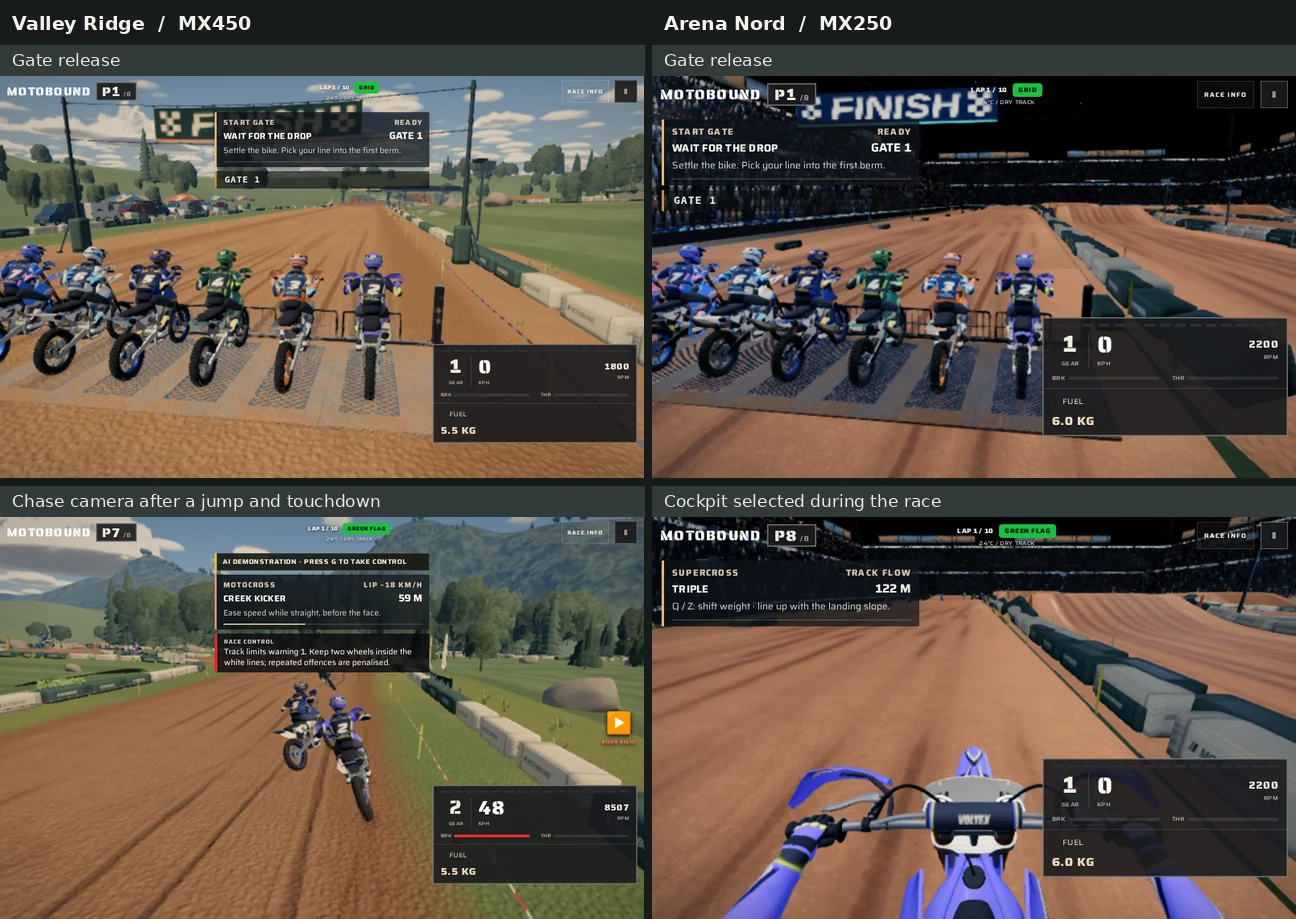 Valley Ridge / MX450
Gate release
MOTOBOUND P1 /8
LAP 1 / 10 GRID
24°C / DRY TRACK
RACE INFO
FINISH
START GATE READY
WAIT FOR THE DROP GATE 1
Settle the bike. Pick your line into the first berm.
GATE 1
2
1 0 1800
GEAR KPH RPM
BRK THR
FUEL
5.5 KG
Arena Nord / MX250
Gate release
MOTOBOUND P1 /8
LAP 1 / 10 GRID
24°C / DRY TRACK
RACE INFO
FINISH
START GATE READY
WAIT FOR THE DROP GATE 1
Settle the bike. Pick your line into the first berm.
GATE 1
2
1 0 2200
GEAR KPH RPM
BRK THR
FUEL
6.0 KG
Chase camera after a jump and touchdown
MOTOBOUND P7 /8
LAP 1 / 10 GREEN FLAG
24°C / DRY TRACK
RACE INFO
AI DEMONSTRATION · PRESS G TO TAKE CONTROL
MOTOCROSS LIP ~18 KM/H
CREEK KICKER 59 M
Ease speed while straight, before the face.
RACE CONTROL
Track limits warning 1. Keep two wheels inside the
white lines; repeated offences are penalised.
RIDER RIGHT
2 48 8507
GEAR KPH RPM
BRK THR
FUEL
5.5 KG
Cockpit selected during the race
MOTOBOUND P8 /8
LAP 1 / 10 GREEN FLAG
24°C / DRY TRACK
RACE INFO
SUPERCROSS TRACK FLOW
TRIPLE 122 M
Q / Z: shift weight · line up with the landing slope.
VOLTEX
1 0 2200
GEAR KPH RPM
BRK THR
FUEL
6.0 KG